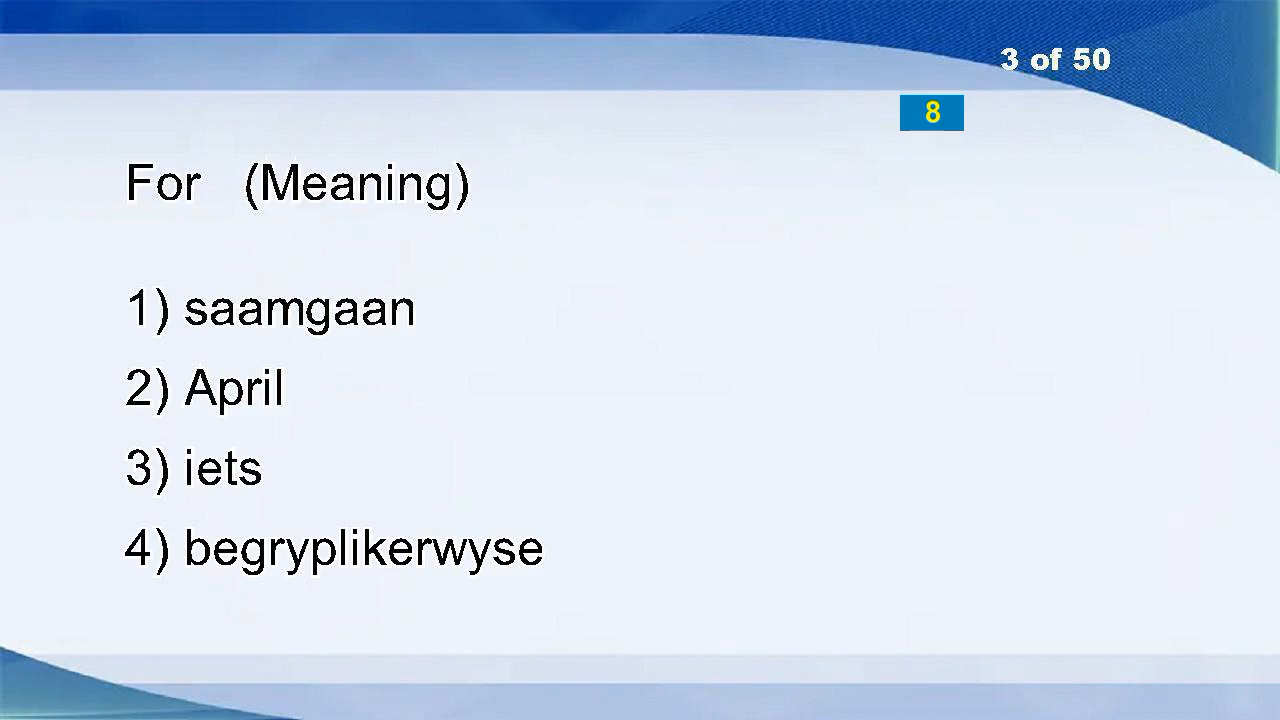 3 of 50
8
For (Meaning)
1) saamgaan
2) April
3) iets
4) begryplikerwyse